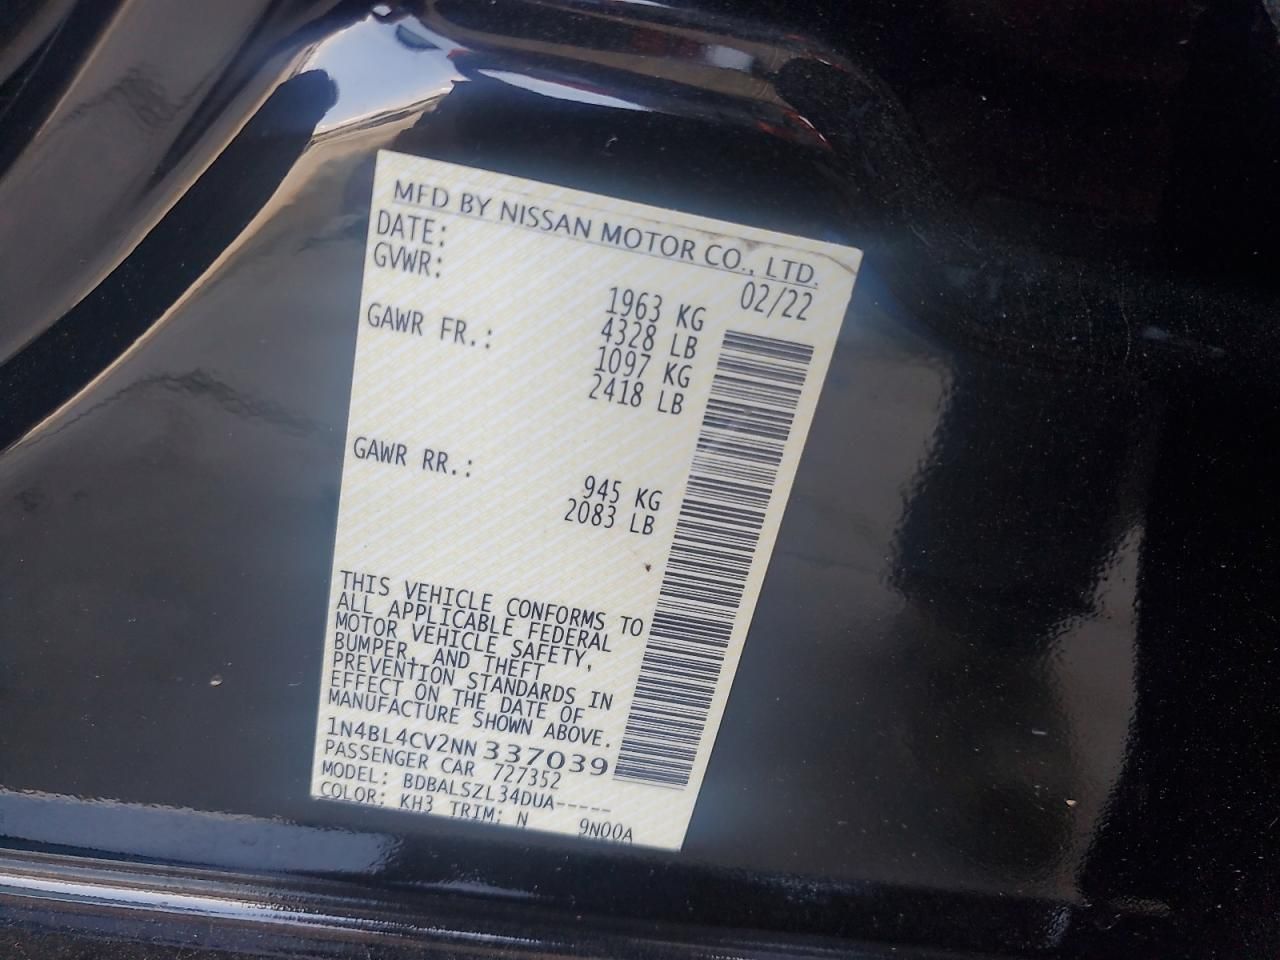 MFD BY NISSAN MOTOR CO., LTD.
DATE: 02/22
GVWR: 1963 KG
4328 LB
GAWR FR.: 1097 KG
2418 LB
GAWR RR.: 945 KG
2083 LB
THIS VEHICLE CONFORMS TO
ALL APPLICABLE FEDERAL
MOTOR VEHICLE SAFETY,
BUMPER, AND THEFT
PREVENTION STANDARDS IN
EFFECT ON THE DATE OF
MANUFACTURE SHOWN ABOVE.
1N4BL4CV2NN337039
PASSENGER CAR 727352
MODEL: BDBALSZL34DUA-----
COLOR: KH3 TRIM: N 9N00A